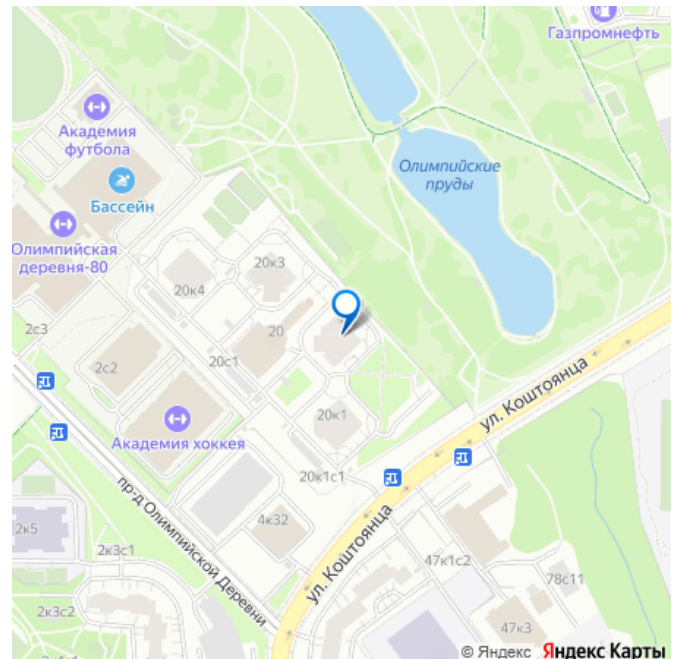 Газпромнефть
Академия
футбола
Бассейн
Олимпийские
пруды
Олимпийская
деревня-80
20к3
20к4
2с3
20
20с1
2с2
20к1
Академия хоккея
ул. Коштоянца
20к1с1
пр-д Олимпийской Деревни
4к32
2к5
2к3с1
ул. Коштоянца
47к1с2
78с11
2к3с2
47к3
© Яндекс Яндекс Карты